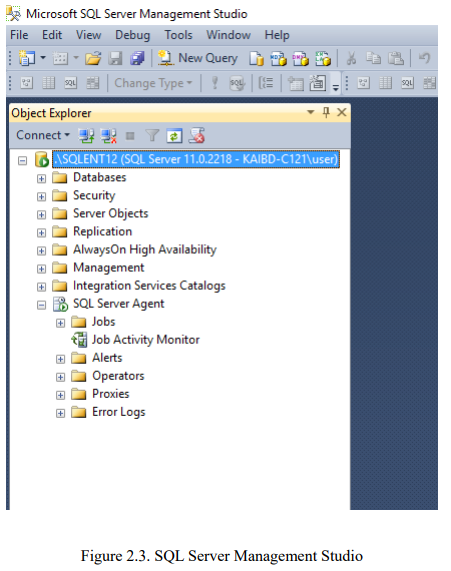 Microsoft SQL Server Management Studio
File Edit View Debug Tools Window Help
New Query
Change Type
Object Explorer
Connect
.\SQLENT12 (SQL Server 11.0.2218 - KAIBD-C121\user)
Databases
Security
Server Objects
Replication
AlwaysOn High Availability
Management
Integration Services Catalogs
SQL Server Agent
Jobs
Job Activity Monitor
Alerts
Operators
Proxies
Error Logs
Figure 2.3. SQL Server Management Studio